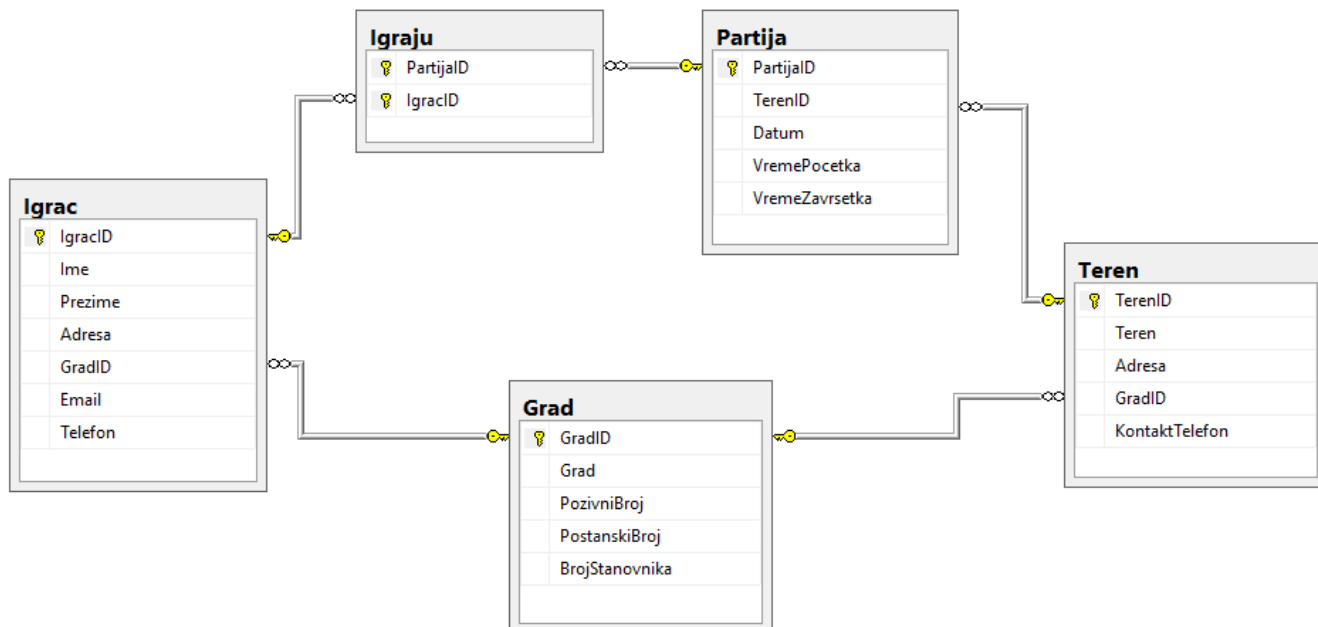 Igraju
PartijaID
IgracID
Partija
PartijaID
TerenID
Datum
VremePocetka
VremeZavrsetka
Igrac
IgracID
Ime
Prezime
Adresa
GradID
Email
Telefon
Teren
TerenID
Teren
Adresa
GradID
KontaktTelefon
Grad
GradID
Grad
PozivniBroj
PostanskiBroj
BrojStanovnika